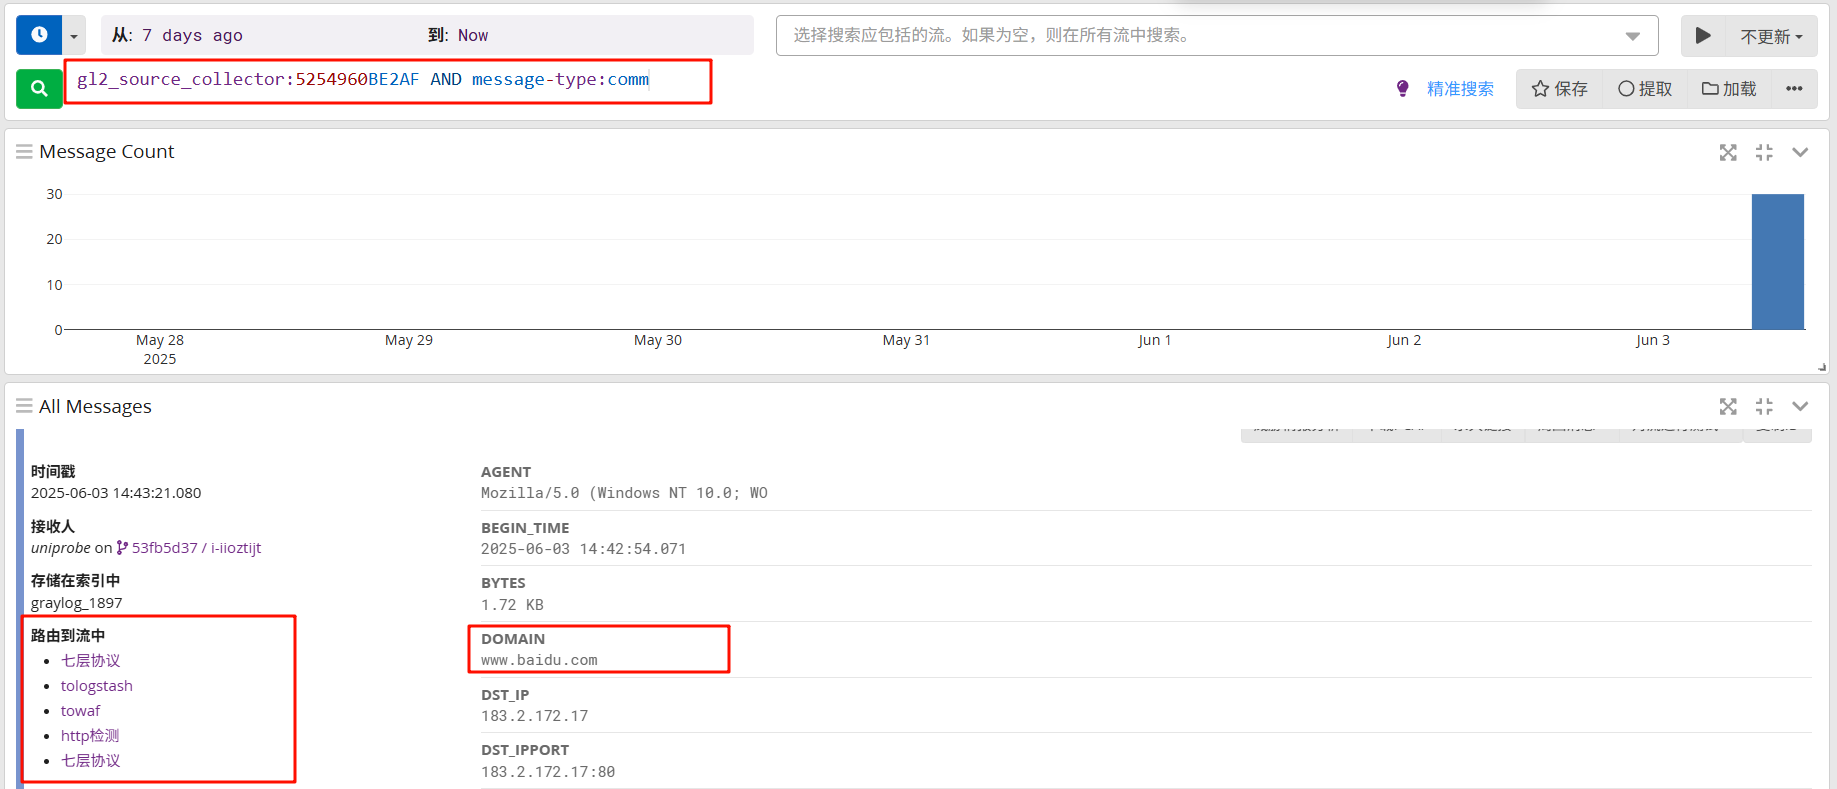 从: 7 days ago 到: Now 选择搜索应包括的流。如果为空，则在所有流中搜索。 不更新
gl2_source_collector:5254960BE2AF AND message-type:comm 精准搜索 保存 提取 加载
Message Count
30
20
10
0
May 28 May 29 May 30 May 31 Jun 1 Jun 2 Jun 3
2025
All Messages
时间戳
2025-06-03 14:43:21.080
接收人
uniprobe on 53fb5d37 / i-iioztijt
存储在索引中
graylog_1897
路由到流中
七层协议
tologstash
towaf
http检测
七层协议
AGENT
Mozilla/5.0 (Windows NT 10.0; WO
BEGIN_TIME
2025-06-03 14:42:54.071
BYTES
1.72 KB
DOMAIN
www.baidu.com
DST_IP
183.2.172.17
DST_IPPORT
183.2.172.17:80